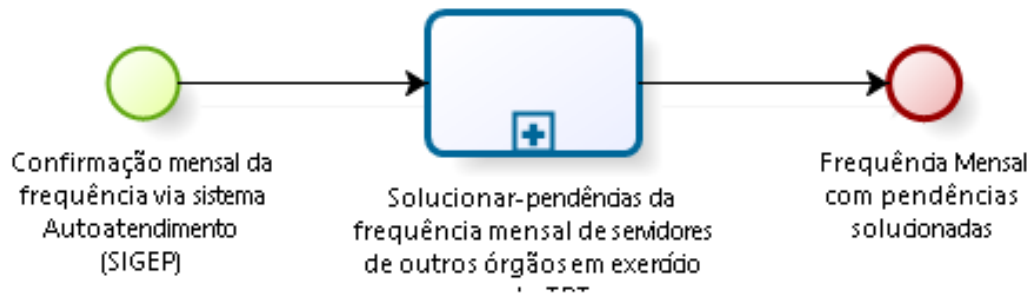 Confirmação mensal da
frequência via sistema
Autoatendimento
(SIGEP)
Solucionar-pendências da
frequência mensal de servidores
de outros órgãos em exercício
Frequência Mensal
com pendências
solucionadas